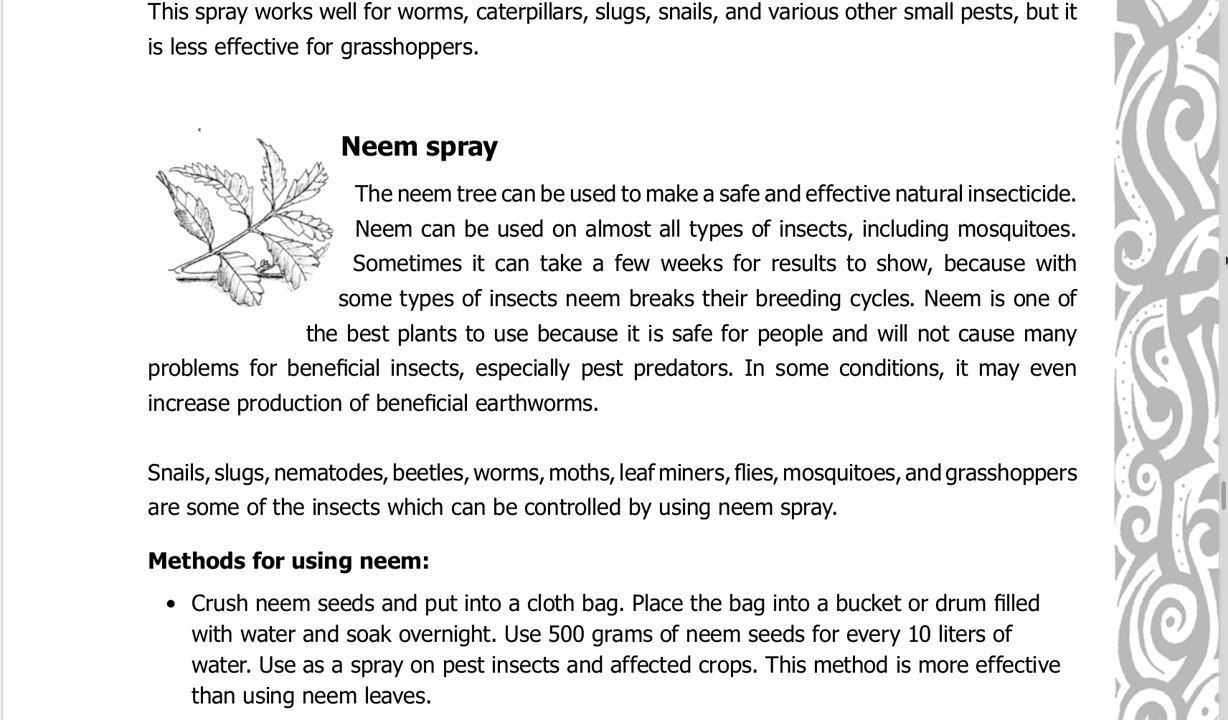 This spray works well for worms, caterpillars, slugs, snails, and various other small pests, but it
is less effective for grasshoppers.
Neem spray
The neem tree can be used to make a safe and effective natural insecticide.
Neem can be used on almost all types of insects, including mosquitoes.
Sometimes it can take a few weeks for results to show, because with
some types of insects neem breaks their breeding cycles. Neem is one of
the best plants to use because it is safe for people and will not cause many
problems for beneficial insects, especially pest predators. In some conditions, it may even
increase production of beneficial earthworms.
Snails, slugs, nematodes, beetles, worms, moths, leaf miners, flies, mosquitoes, and grasshoppers
are some of the insects which can be controlled by using neem spray.
Methods for using neem:
• Crush neem seeds and put into a cloth bag. Place the bag into a bucket or drum filled
with water and soak overnight. Use 500 grams of neem seeds for every 10 liters of
water. Use as a spray on pest insects and affected crops. This method is more effective
than using neem leaves.